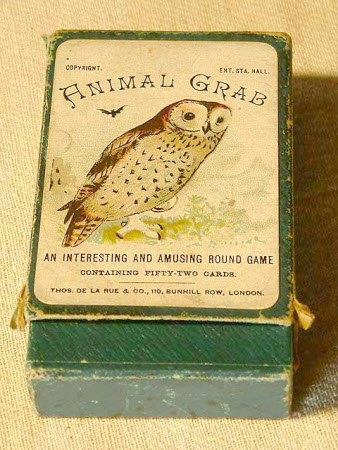 COPYRIGHT. ENT. STA. HALL.
ANIMAL GRAB
AN INTERESTING AND AMUSING ROUND GAME
CONTAINING FIFTY-TWO CARDS.
THOS. DE LA RUE & CO., 110, BUNHILL ROW, LONDON.